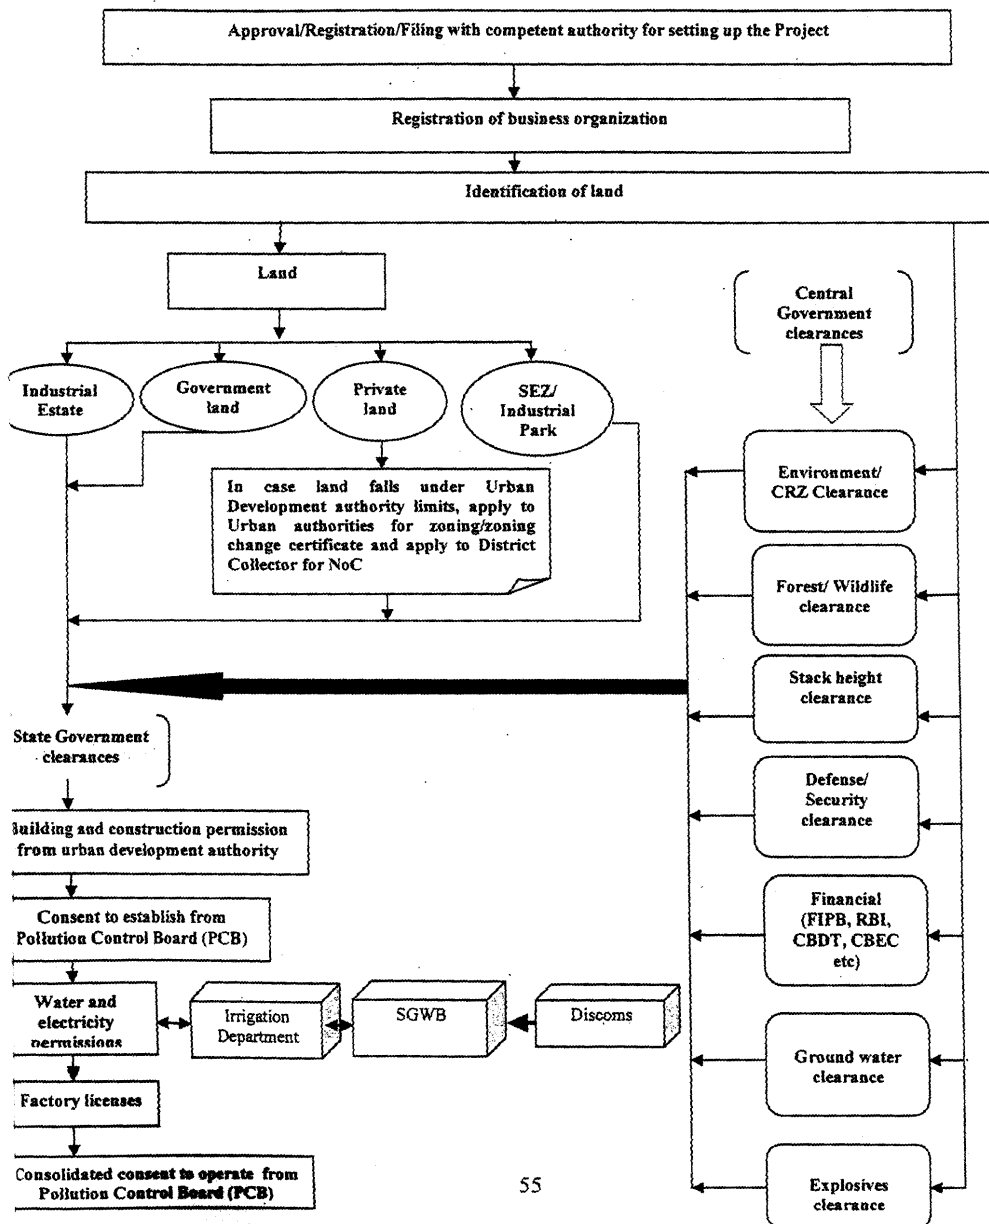 Approval/Registration/Filing with competent authority for setting up the Project
Registration of business organization
Identification of land
Land
Industrial
Estate
Government
land
Private
land
SEZ/
Industrial
Park
In case land falls under Urban
Development authority limits, apply to
Urban authorities for zoning/zoning
change certificate and apply to District
Collector for NoC
Central
Government
clearances
Environment/
CRZ Clearance
Forest/ Wildlife
clearance
Stack height
clearance
Defense/
Security
clearance
Financial
(FIPB, RBI,
CBDT, CBEC
etc)
Ground water
clearance
Explosives
clearance
State Government
clearances
Building and construction permission
from urban development authority
Consent to establish from
Pollution Control Board (PCB)
Water and
electricity
permissions
Irrigation
Department
SGWB
Discoms
Factory licenses
Consolidated consent to operate from
Pollution Control Board (PCB)
55